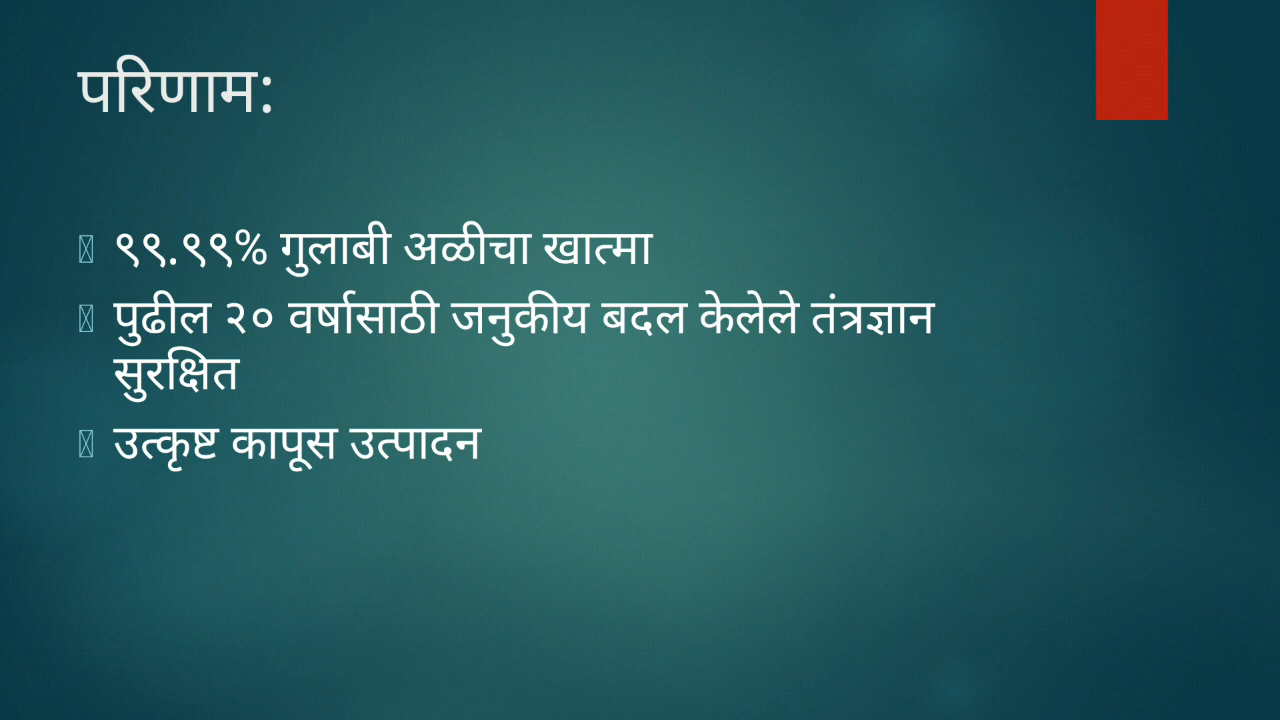 परिणाम:
९९.९९% गुलाबी अळीचा खात्मा
पुढील २० वर्षासाठी जनुकीय बदल केलेले तंत्रज्ञान
सुरक्षित
उत्कृष्ट कापूस उत्पादन